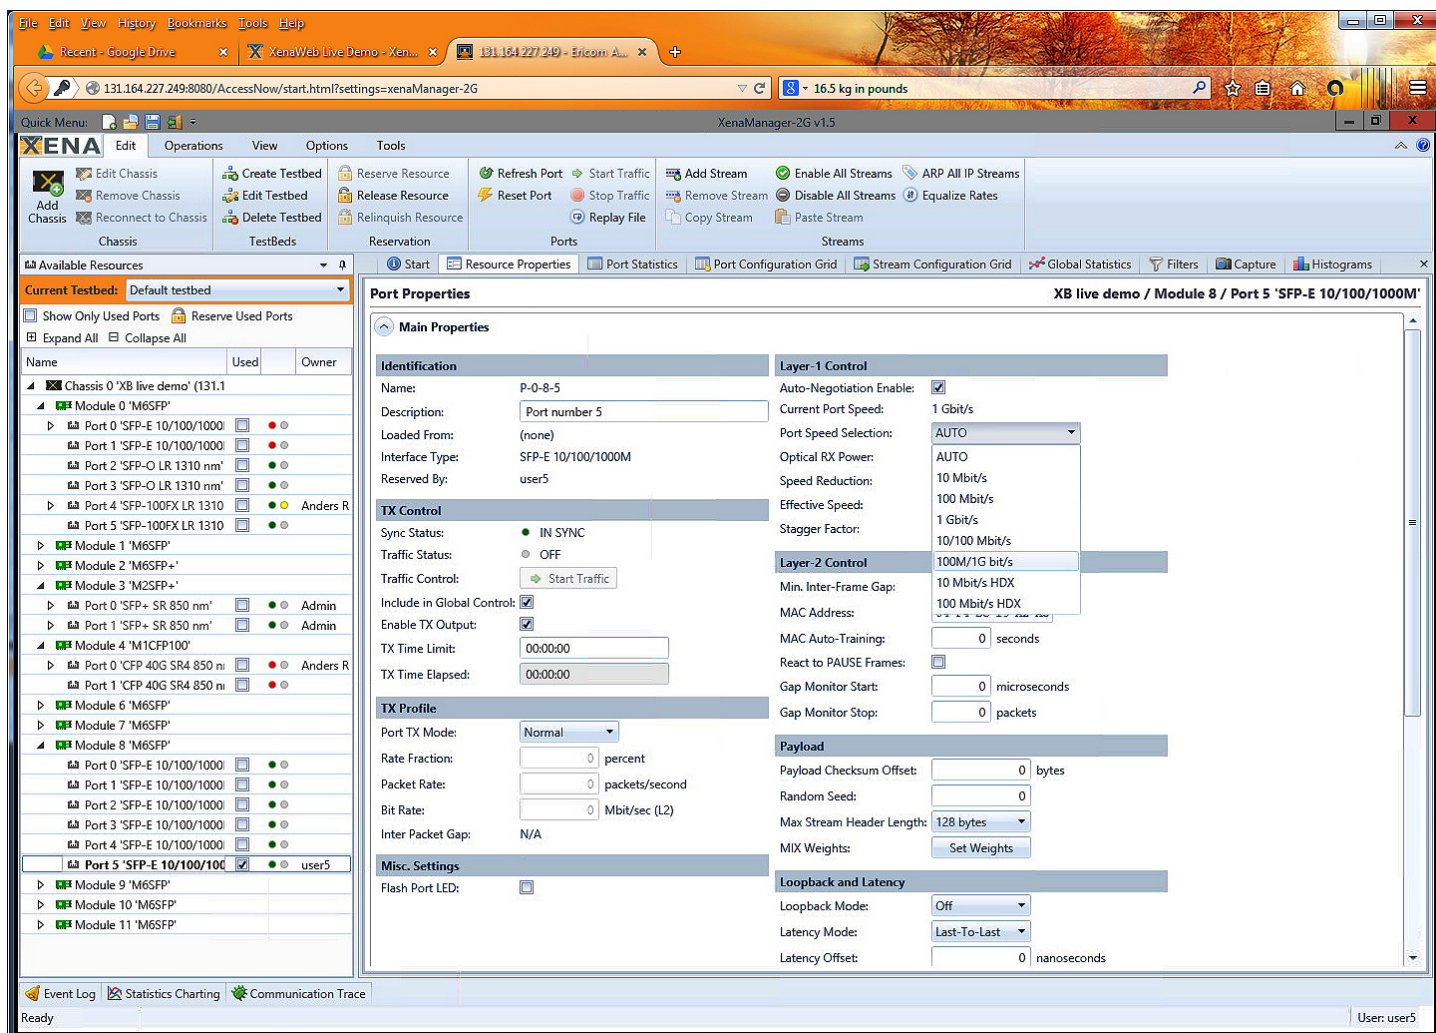 File Edit View History Bookmarks Tools Help
Recent - Google Drive × XenaWeb Live Demo - Xen... × 131.164.227.249 - Ericom A... × +
131.164.227.249:8080/AccessNow/start.html?settings=xenaManager-2G 16.5 kg in pounds
Quick Menu: XenaManager-2G v1.5
XENA Edit Operations View Options Tools
Edit Chassis Create Testbed Reserve Resource Refresh Port Start Traffic Add Stream Enable All Streams ARP All IP Streams
Add Chassis Remove Chassis Edit Testbed Release Resource Reset Port Stop Traffic Remove Stream Disable All Streams Equalize Rates
Reconnect to Chassis Delete Testbed Relinquish Resource Replay File Copy Stream Paste Stream
Chassis TestBeds Reservation Ports Streams
Available Resources
Start Resource Properties Port Statistics Port Configuration Grid Stream Configuration Grid Global Statistics Filters Capture Histograms
Current Testbed: Default testbed
Show Only Used Ports Reserve Used Ports
Expand All Collapse All
Name Used Owner
Chassis 0 'XB live demo' (131.1
Module 0 'M6SFP'
Port 0 'SFP-E 10/100/1000
Port 1 'SFP-E 10/100/1000
Port 2 'SFP-O LR 1310 nm'
Port 3 'SFP-O LR 1310 nm'
Port 4 'SFP-100FX LR 1310 Anders R
Port 5 'SFP-100FX LR 1310
Module 1 'M6SFP'
Module 2 'M6SFP+'
Module 3 'M2SFP+'
Port 0 'SFP+ SR 850 nm' Admin
Port 1 'SFP+ SR 850 nm' Admin
Module 4 'M1CFP100'
Port 0 'CFP 40G SR4 850 n Anders R
Port 1 'CFP 40G SR4 850 n
Module 6 'M6SFP'
Module 7 'M6SFP'
Module 8 'M6SFP'
Port 0 'SFP-E 10/100/1000
Port 1 'SFP-E 10/100/1000
Port 2 'SFP-E 10/100/1000
Port 3 'SFP-E 10/100/1000
Port 4 'SFP-E 10/100/1000
Port 5 'SFP-E 10/100/100 user5
Module 9 'M6SFP'
Module 10 'M6SFP'
Module 11 'M6SFP'
Port Properties XB live demo / Module 8 / Port 5 'SFP-E 10/100/1000M'
Main Properties
Identification
Name: P-0-8-5
Description: Port number 5
Loaded From: (none)
Interface Type: SFP-E 10/100/1000M
Reserved By: user5
TX Control
Sync Status: IN SYNC
Traffic Status: OFF
Traffic Control: Start Traffic
Include in Global Control:
Enable TX Output:
TX Time Limit: 00:00:00
TX Time Elapsed: 00:00:00
TX Profile
Port TX Mode: Normal
Rate Fraction: 0 percent
Packet Rate: 0 packets/second
Bit Rate: 0 Mbit/sec (L2)
Inter Packet Gap: N/A
Misc. Settings
Flash Port LED:
Layer-1 Control
Auto-Negotiation Enable:
Current Port Speed: 1 Gbit/s
Port Speed Selection: AUTO
Optical RX Power:
Speed Reduction:
Effective Speed:
Stagger Factor:
AUTO
10 Mbit/s
100 Mbit/s
1 Gbit/s
10/100 Mbit/s
100M/1G bit/s
10 Mbit/s HDX
100 Mbit/s HDX
Layer-2 Control
Min. Inter-Frame Gap:
MAC Address:
MAC Auto-Training: 0 seconds
React to PAUSE Frames:
Gap Monitor Start: 0 microseconds
Gap Monitor Stop: 0 packets
Payload
Payload Checksum Offset: 0 bytes
Random Seed: 0
Max Stream Header Length: 128 bytes
MIX Weights: Set Weights
Loopback and Latency
Loopback Mode: Off
Latency Mode: Last-To-Last
Latency Offset: 0 nanoseconds
Event Log Statistics Charting Communication Trace
Ready User: user5